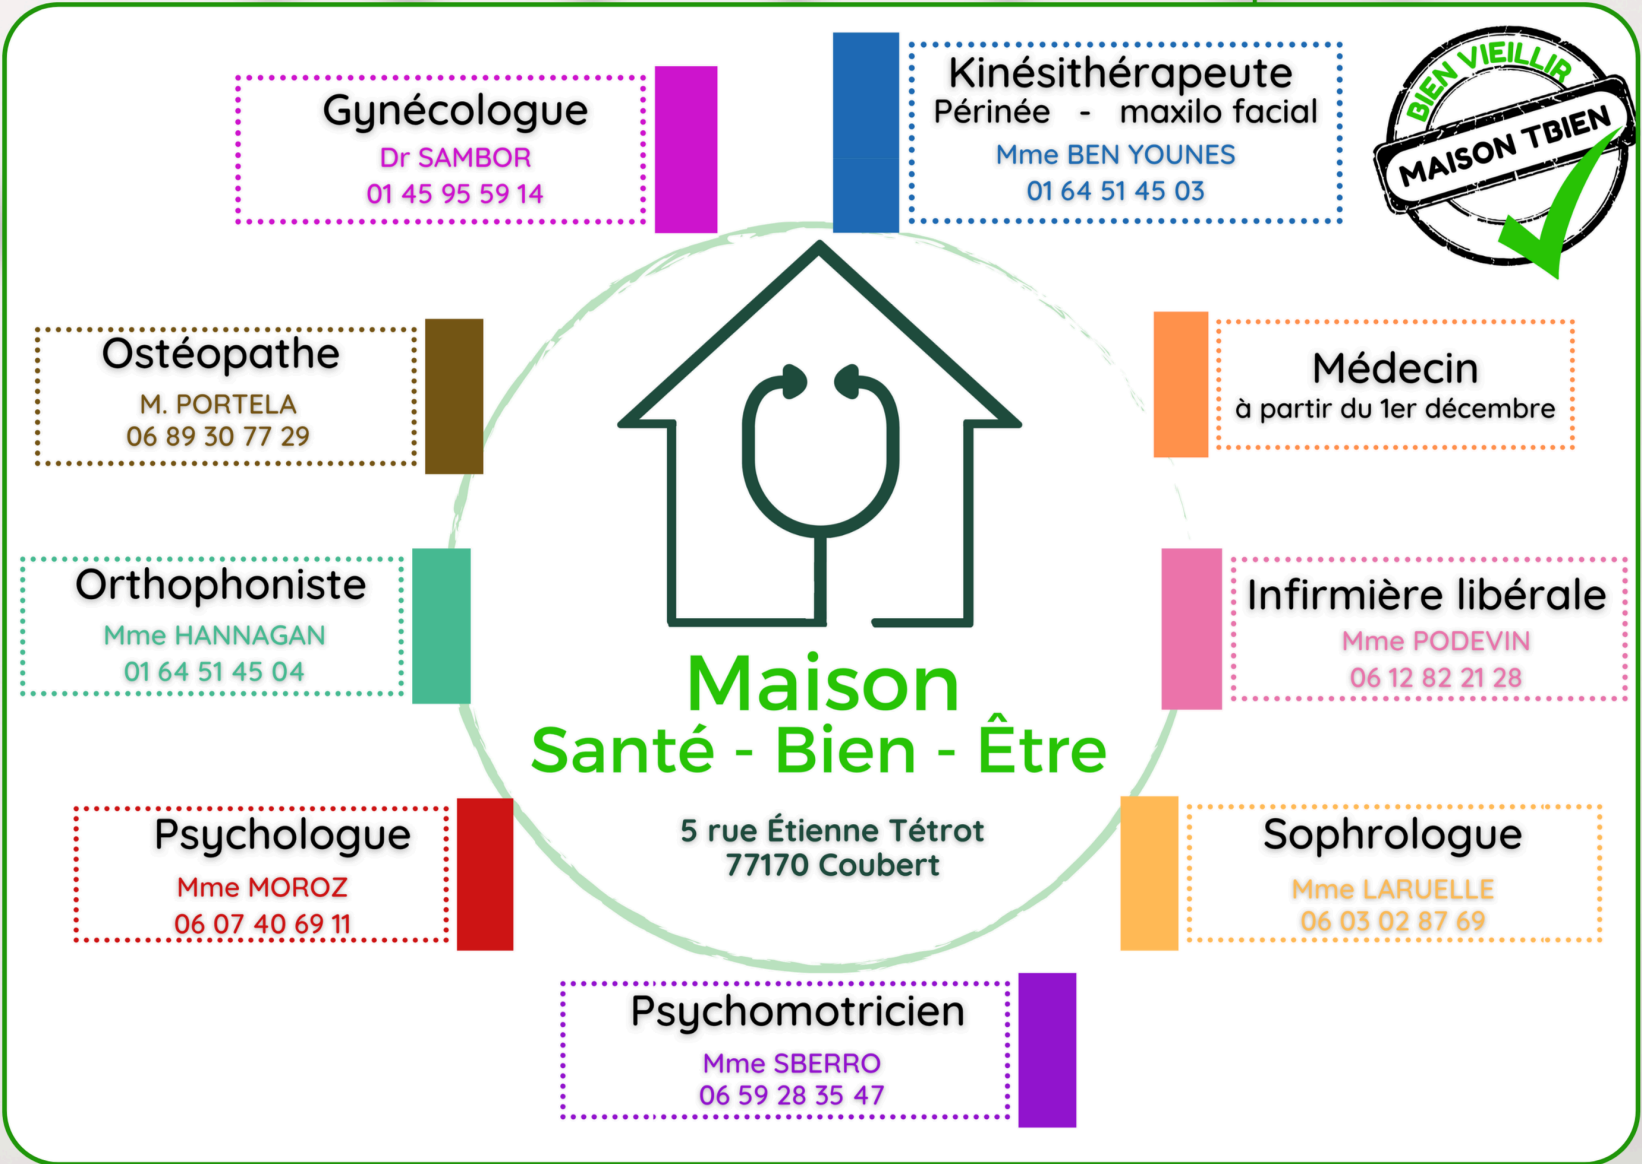 Gynécologue
Dr SAMBOR
01 45 95 59 14
Kinésithérapeute
Périnée - maxilo facial
Mme BEN YOUNES
01 64 51 45 03
BIEN VIEILLIR
MAISON TBIEN
Ostéopathe
M. PORTELA
06 89 30 77 29
Médecin
à partir du 1er décembre
Orthophoniste
Mme HANNAGAN
01 64 51 45 04
Infirmière libérale
Mme PODEVIN
06 12 82 21 28
Maison
Santé - Bien - Être
5 rue Étienne Tétrot
77170 Coubert
Psychologue
Mme MOROZ
06 07 40 69 11
Sophrologue
Mme LARUELLE
06 03 02 87 69
Psychomotricien
Mme SBERRO
06 59 28 35 47